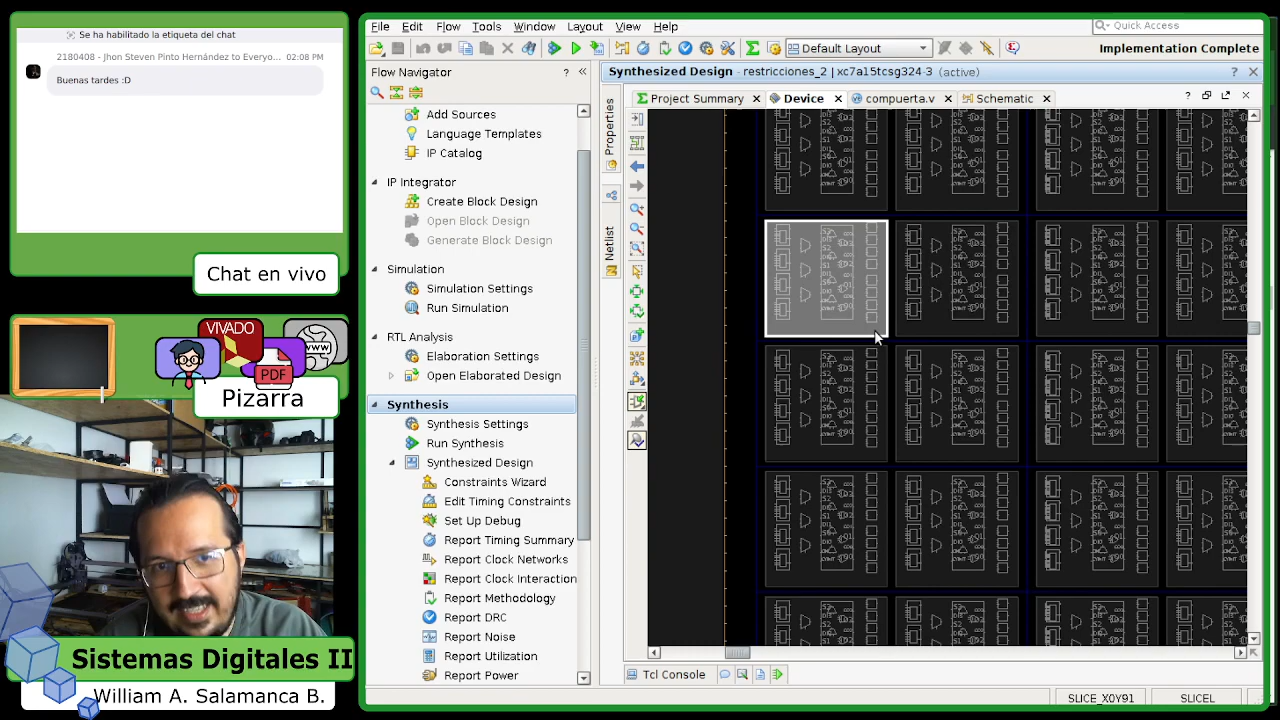 Se ha habilitado la etiqueta del chat
2180408 - Jhon Steven Pinto Hernández to Everyo... 02:08 PM
Buenas tardes :D
Chat en vivo
VIVADO
WWW
PDF
Pizarra
Sistemas Digitales II
William A. Salamanca B.
File Edit Flow Tools Window Layout View Help
Quick Access
Default Layout
Implementation Complete
Flow Navigator
Add Sources
Language Templates
IP Catalog
IP Integrator
Create Block Design
Open Block Design
Generate Block Design
Simulation
Simulation Settings
Run Simulation
RTL Analysis
Elaboration Settings
Open Elaborated Design
Synthesis
Synthesis Settings
Run Synthesis
Synthesized Design
Constraints Wizard
Edit Timing Constraints
Set Up Debug
Report Timing Summary
Report Clock Networks
Report Clock Interaction
Report Methodology
Report DRC
Report Noise
Report Utilization
Report Power
Synthesized Design - restricciones_2 | xc7a15tcsg324-3 (active)
Properties
Netlist
Project Summary
Device
compuerta.v
Schematic
Tcl Console
SLICE_X0Y91
SLICEL